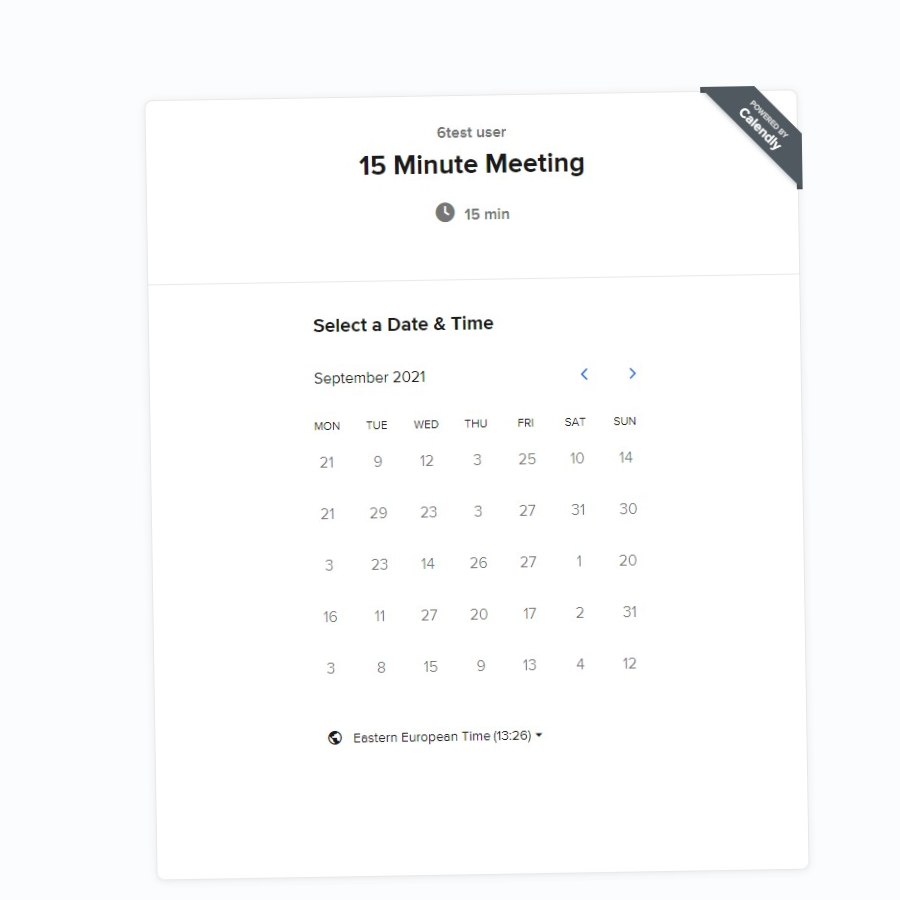 POWERED BY
Calendly
6test user
15 Minute Meeting
15 min
Select a Date & Time
September 2021
MON TUE WED THU FRI SAT SUN
21 9 12 3 25 10 14
21 29 23 3 27 31 30
3 23 14 26 27 1 20
16 11 27 20 17 2 31
3 8 15 9 13 4 12
Eastern European Time (13:26)